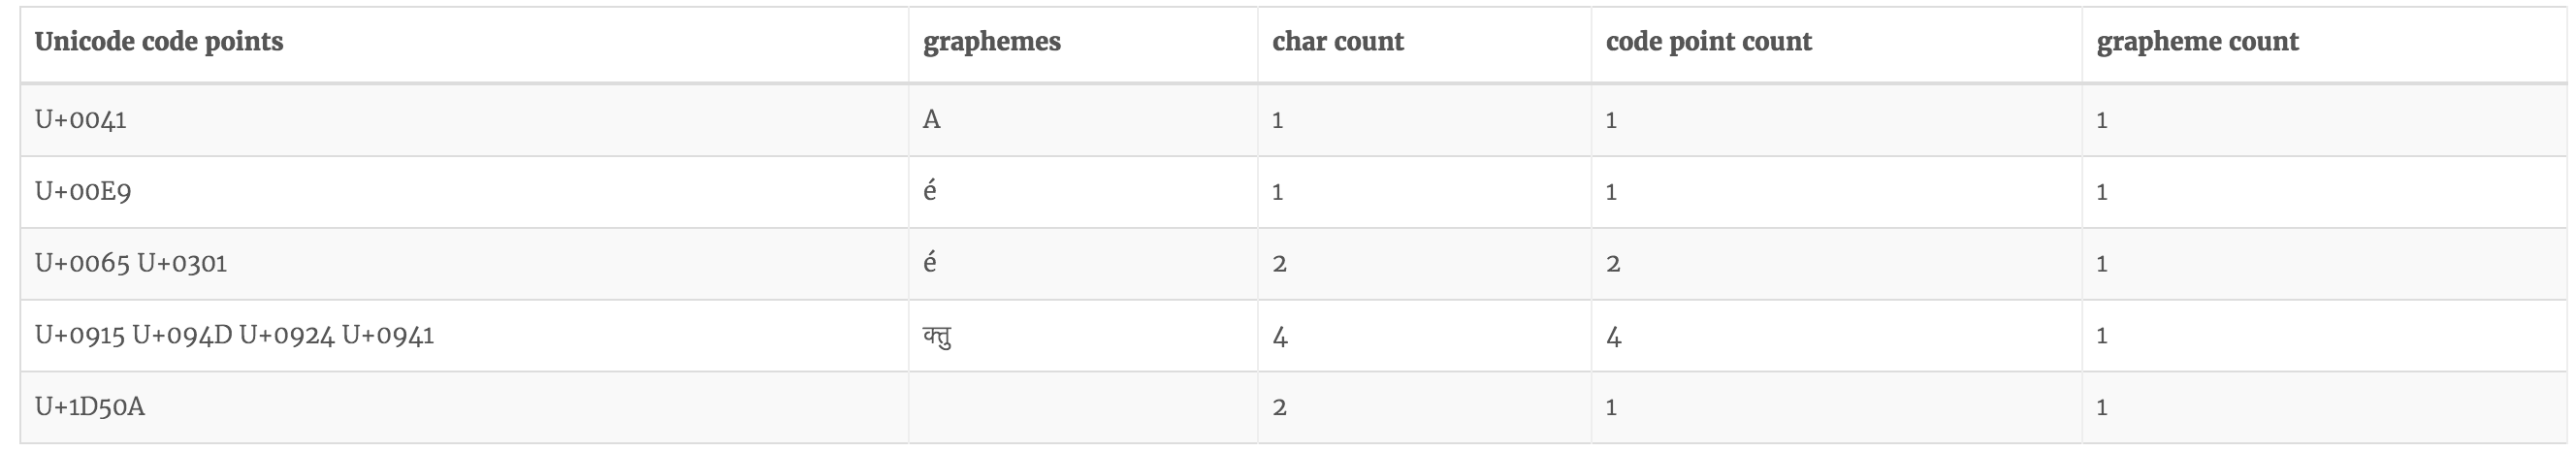 Unicode code points graphemes char count code point count grapheme count
U+0041 A 1 1 1
U+00E9 é 1 1 1
U+0065 U+0301 é 2 2 1
U+0915 U+094D U+0924 U+0941 क्तु 4 4 1
U+1D50A 2 1 1